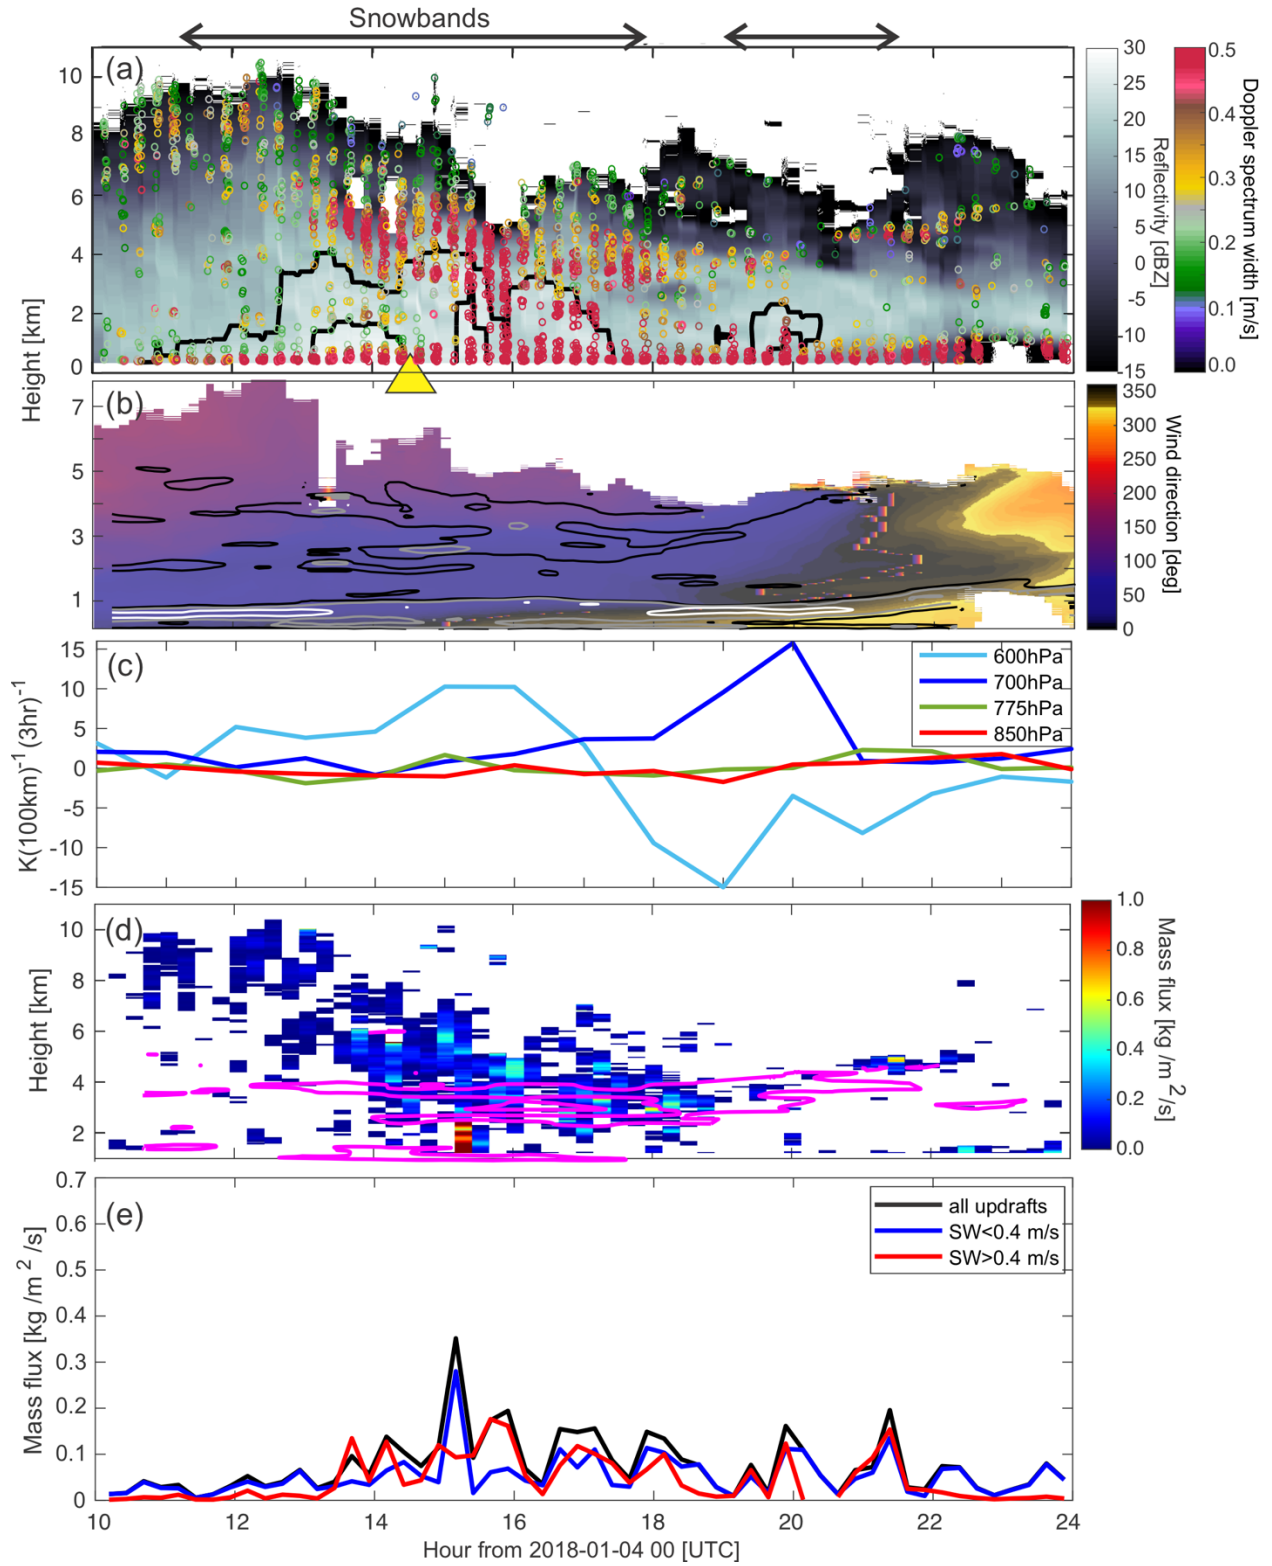 Snowbands
(a)
10
8
6
4
2
0
Height [km]
30
25
20
15
10
5
0
-5
-10
-15
Reflectivity [dBZ]
0.5
0.4
0.3
0.2
0.1
0.0
Doppler spectrum width [m/s]
(b)
7
5
3
1
350
300
250
200
150
100
50
0
Wind direction [deg]
(c)
15
10
5
0
-5
-10
-15
K(100km)⁻¹ (3hr)⁻¹
600hPa
700hPa
775hPa
850hPa
(d)
10
8
6
4
2
Height [km]
1.0
0.8
0.6
0.4
0.2
0.0
Mass flux [kg /m²/s]
(e)
0.7
0.6
0.5
0.4
0.3
0.2
0.1
0
Mass flux [kg /m² /s]
all updrafts
SW<0.4 m/s
SW>0.4 m/s
10 12 14 16 18 20 22 24
Hour from 2018-01-04 00 [UTC]